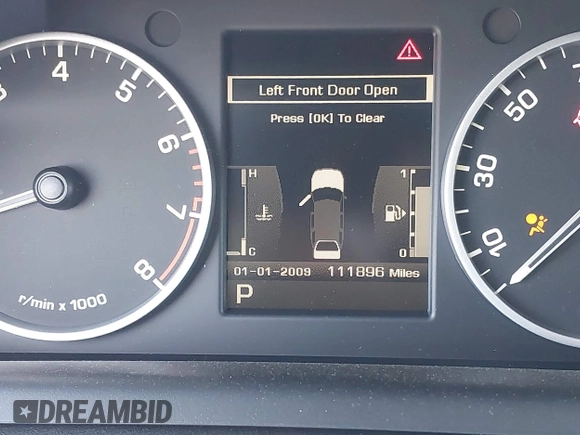 3
4
5
6
7
8
r/min x 1000
Left Front Door Open
Press [OK] To Clear
H
C
1
0
01-01-2009 111896 Miles
P
10
30
50
DREAMBID